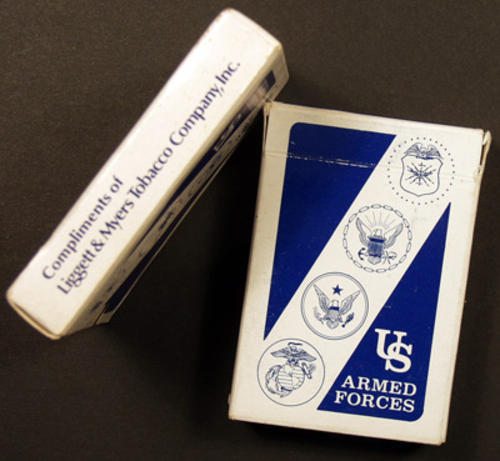 Compliments of
Liggett & Myers Tobacco Company, Inc.
US
ARMED
FORCES